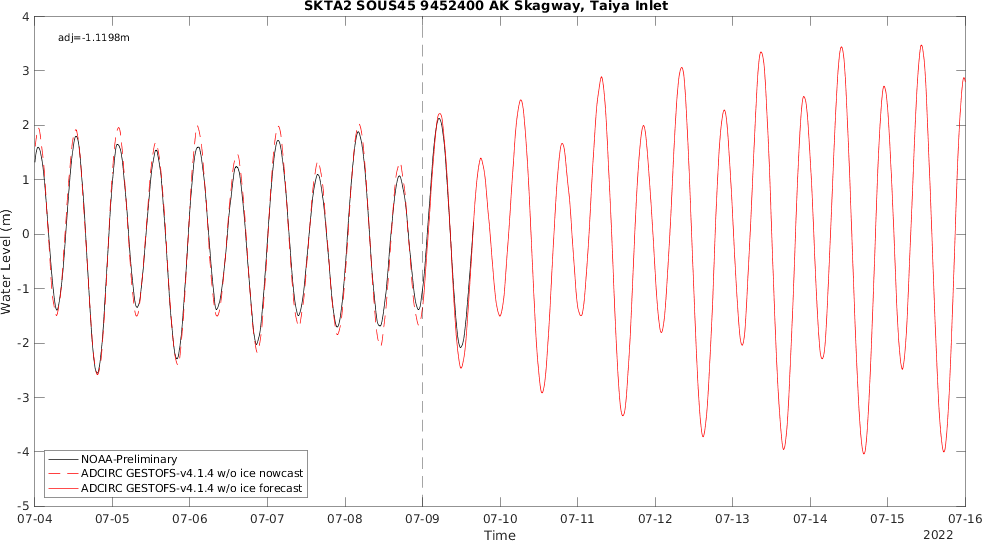 SKTA2 SOUS45 9452400 AK Skagway, Taiya Inlet
adj=-1.1198m
4
3
2
1
0
-1
-2
-3
-4
-5
Water Level (m)
NOAA-Preliminary
ADCIRC GESTOFS-v4.1.4 w/o ice nowcast
ADCIRC GESTOFS-v4.1.4 w/o ice forecast
07-04 07-05 07-06 07-07 07-08 07-09 07-10 07-11 07-12 07-13 07-14 07-15 07-16
Time
2022